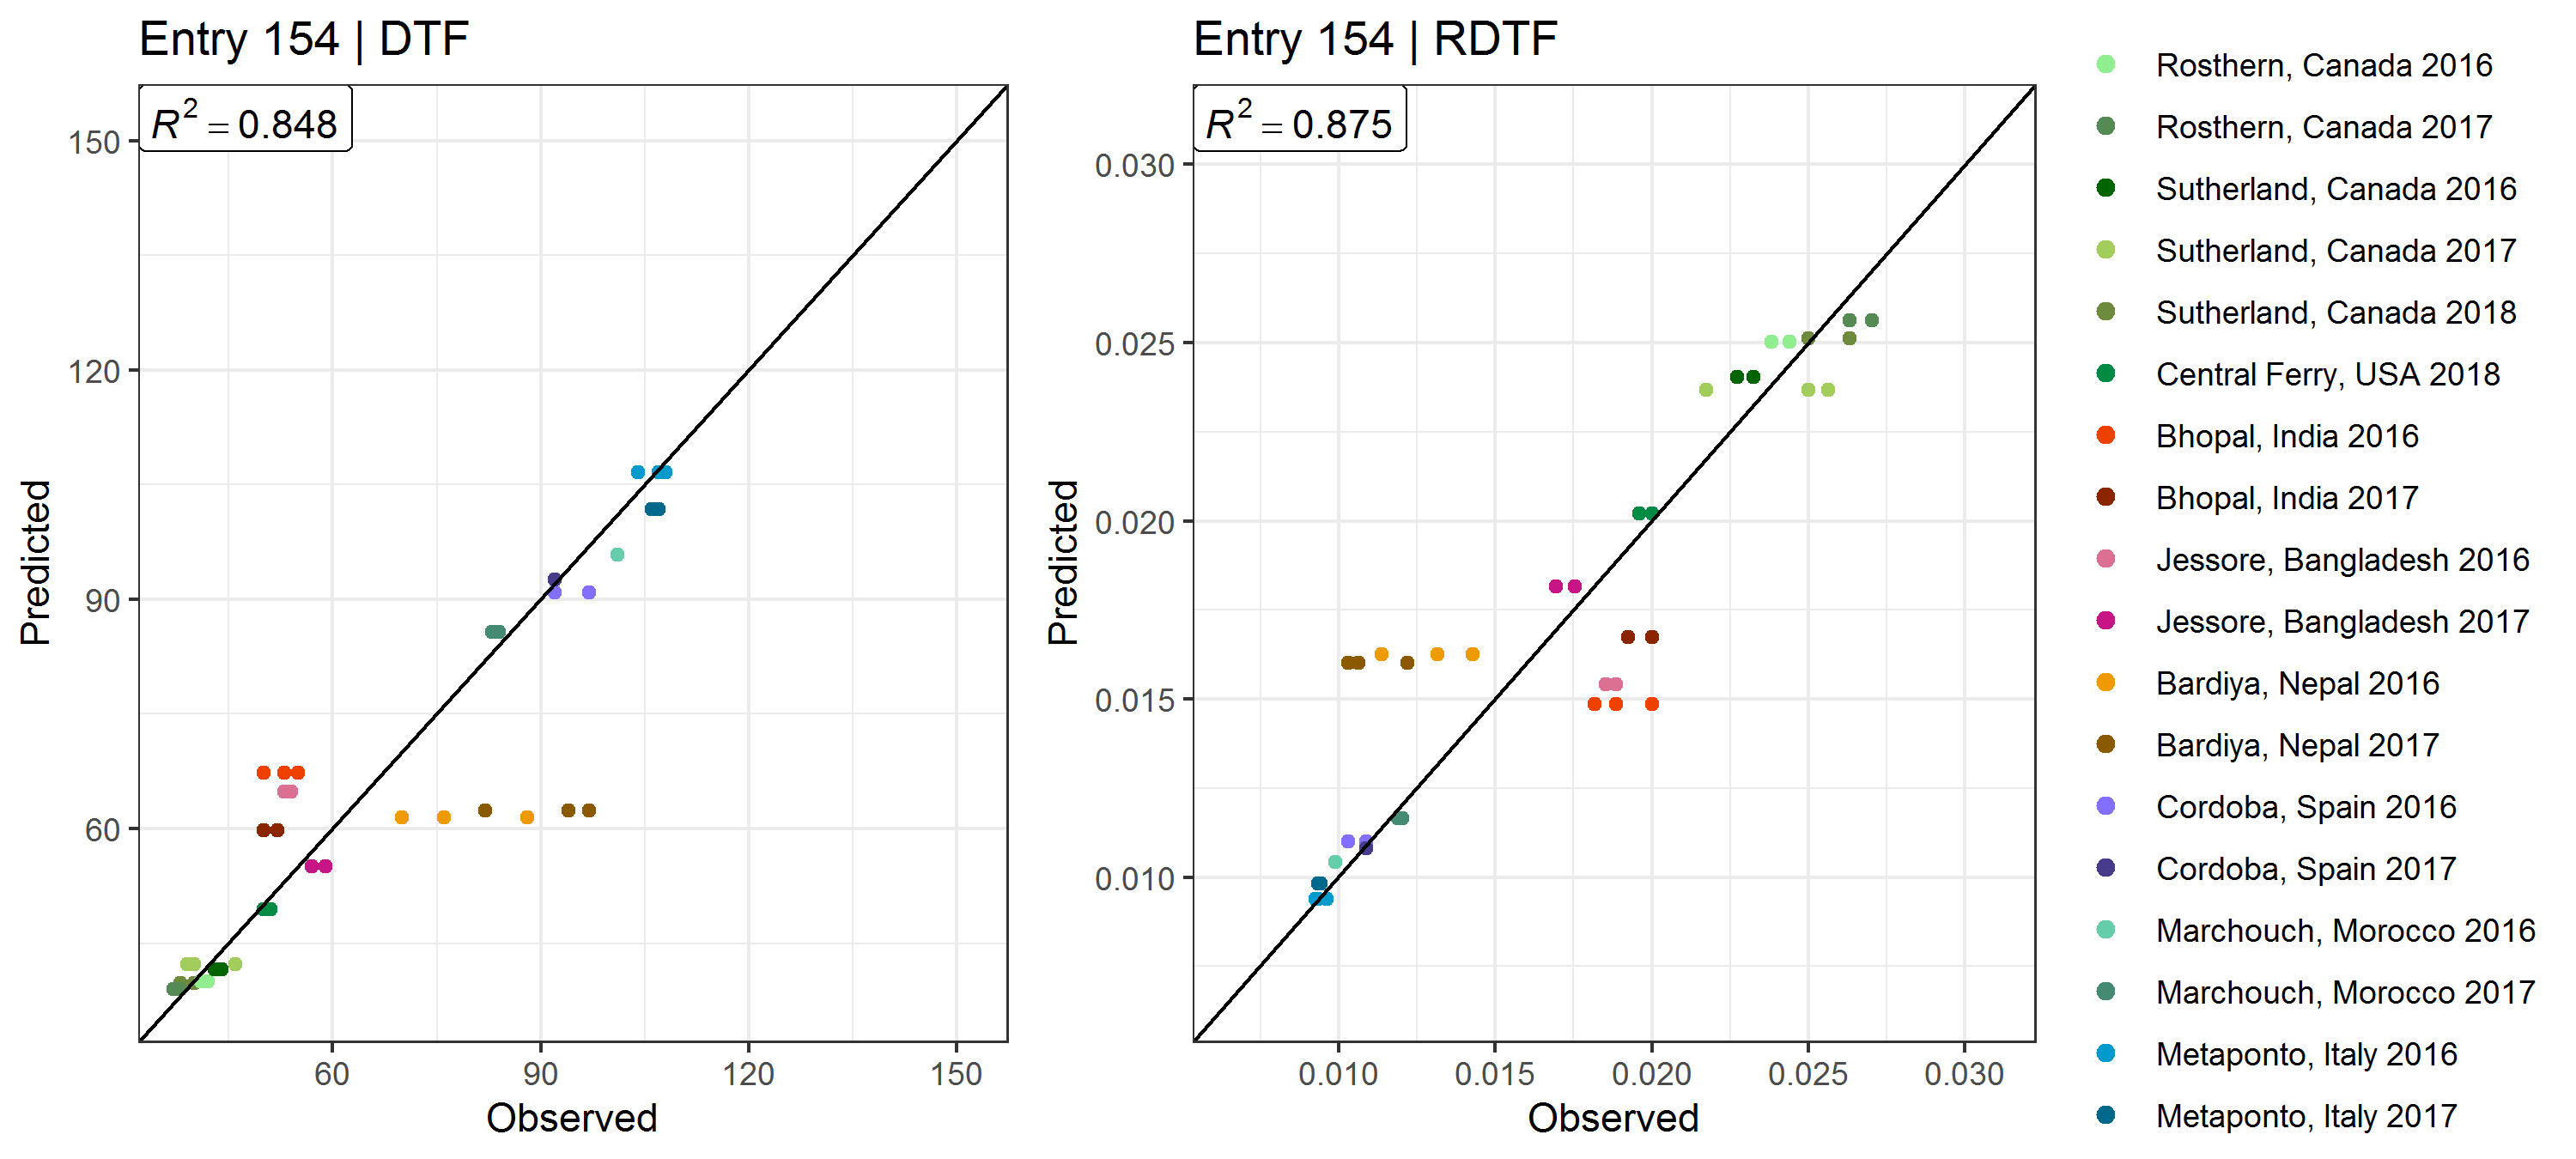 Entry 154 | DTF
R² = 0.848
150
120
90
60
Predicted
60
90
120
150
Observed
Entry 154 | RDTF
R² = 0.875
0.030
0.025
0.020
0.015
0.010
Predicted
0.010
0.015
0.020
0.025
0.030
Observed
Rosthern, Canada 2016
Rosthern, Canada 2017
Sutherland, Canada 2016
Sutherland, Canada 2017
Sutherland, Canada 2018
Central Ferry, USA 2018
Bhopal, India 2016
Bhopal, India 2017
Jessore, Bangladesh 2016
Jessore, Bangladesh 2017
Bardiya, Nepal 2016
Bardiya, Nepal 2017
Cordoba, Spain 2016
Cordoba, Spain 2017
Marchouch, Morocco 2016
Marchouch, Morocco 2017
Metaponto, Italy 2016
Metaponto, Italy 2017